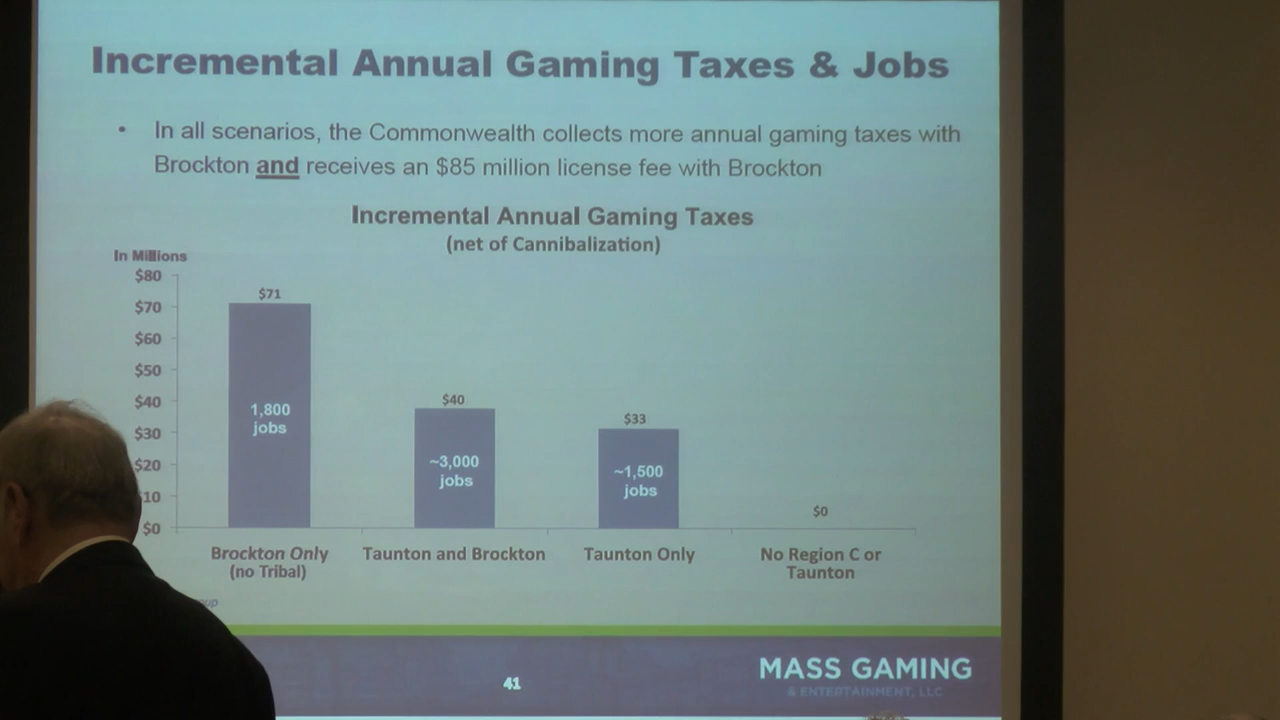 Incremental Annual Gaming Taxes & Jobs
• In all scenarios, the Commonwealth collects more annual gaming taxes with
Brockton and receives an $85 million license fee with Brockton
Incremental Annual Gaming Taxes
(net of Cannibalization)
In Millions
$80
$70
$60
$50
$40
$30
$20
10
$0
$71
1,800
jobs
$40
~3,000
jobs
$33
~1,500
jobs
$0
Brockton Only
(no Tribal)
Taunton and Brockton
Taunton Only
No Region C or
Taunton
41
MASS GAMING
& ENTERTAINMENT, LLC